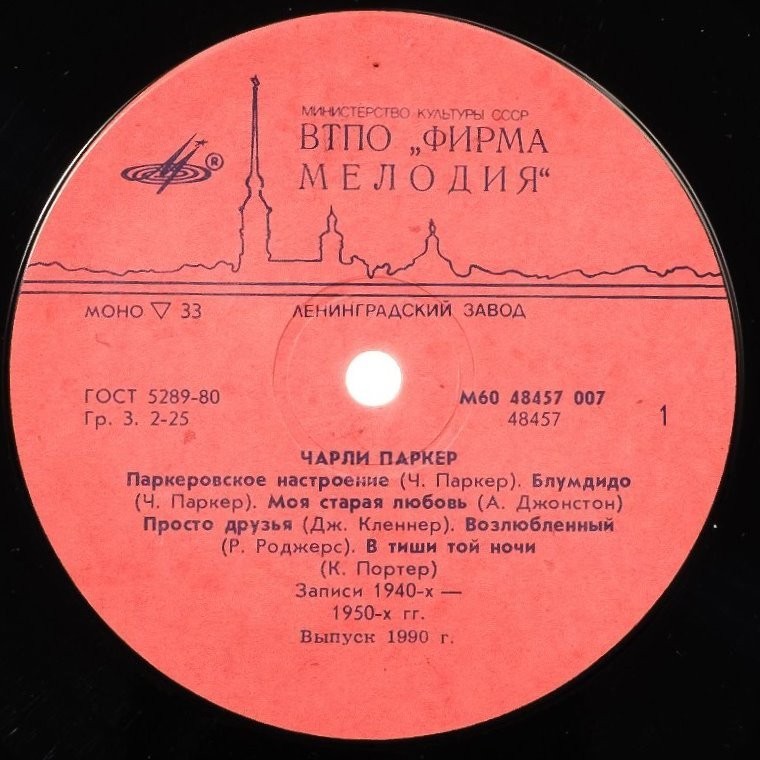 МИНИСТЕРСТВО КУЛЬТУРЫ СССР
ВТПО „ФИРМА
МЕЛОДИЯ“
®
МОНО ▽ 33
ЛЕНИНГРАДСКИЙ ЗАВОД
ГОСТ 5289-80
М60 48457 007
Гр. 3. 2-25
48457
1
ЧАРЛИ ПАРКЕР
Паркеровское настроение (Ч. Паркер). Блумдидо
(Ч. Паркер). Моя старая любовь (А. Джонстон)
Просто друзья (Дж. Кленнер). Возлюбленный
(Р. Роджерс). В тиши той ночи
(К. Портер)
Записи 1940-х —
1950-х гг.
Выпуск 1990 г.